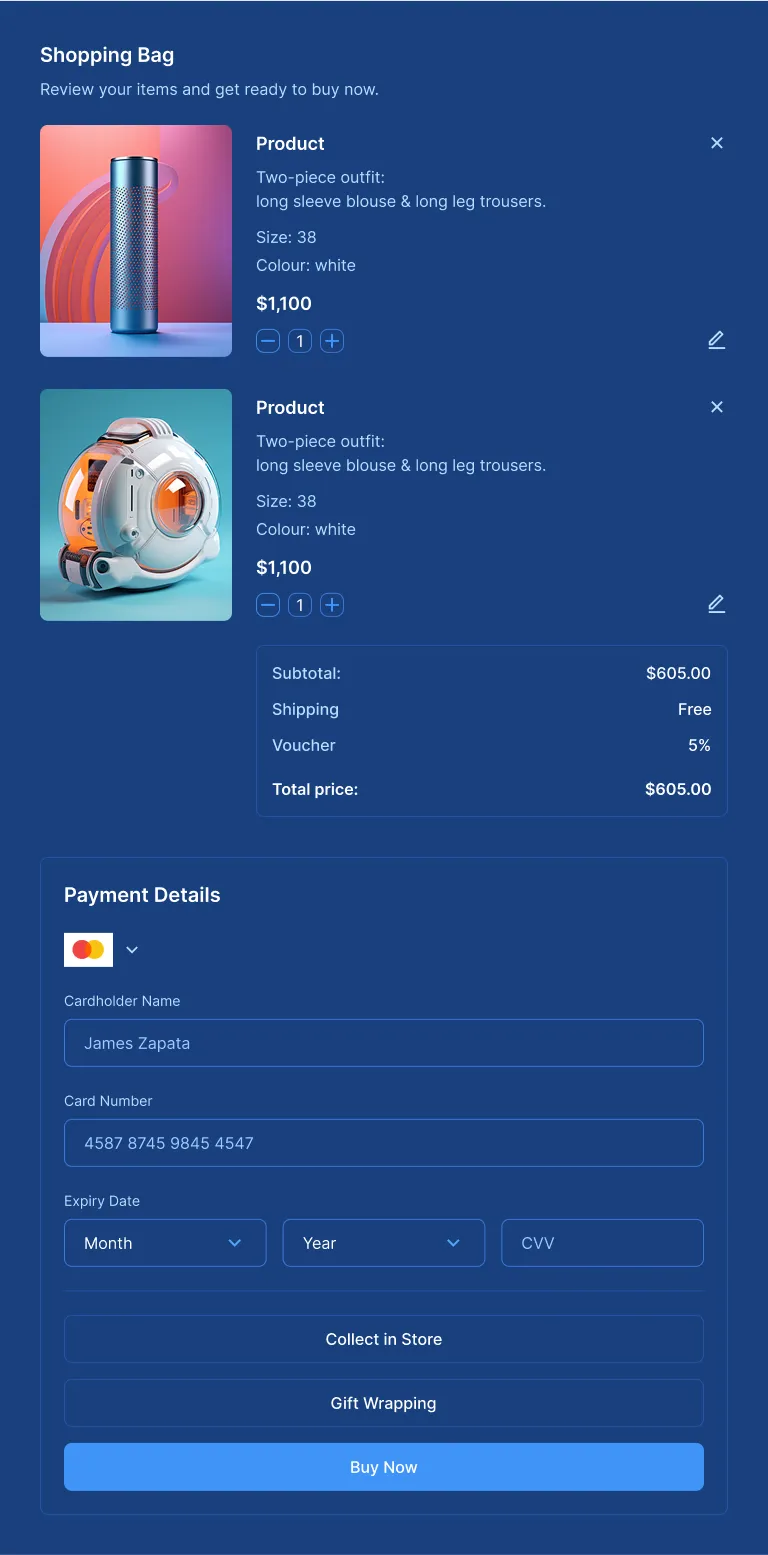 Shopping Bag
Review your items and get ready to buy now.
Product
Two-piece outfit:
long sleeve blouse & long leg trousers.
Size: 38
Colour: white
$1,100
1
Product
Two-piece outfit:
long sleeve blouse & long leg trousers.
Size: 38
Colour: white
$1,100
1
Subtotal: $605.00
Shipping Free
Voucher 5%
Total price: $605.00
Payment Details
Cardholder Name
James Zapata
Card Number
4587 8745 9845 4547
Expiry Date
Month Year CVV
Collect in Store
Gift Wrapping
Buy Now